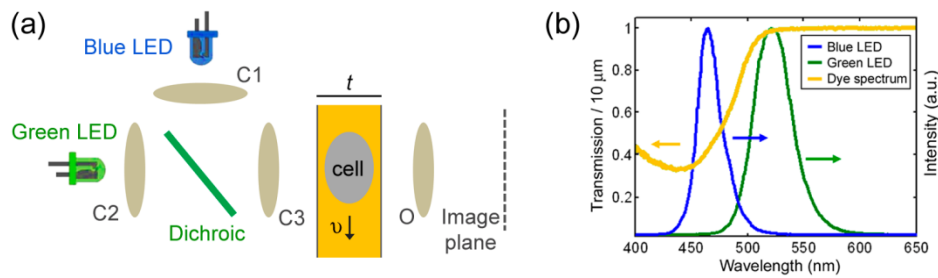 (a)
Blue LED
C1
t
Green LED
cell
C2
Dichroic
C3
υ
O
Image
plane
(b)
Transmission / 10 μm
1
0.8
0.6
0.4
0.2
400
450
500
550
600
650
Wavelength (nm)
Intensity (a.u.)
Blue LED
Green LED
Dye spectrum